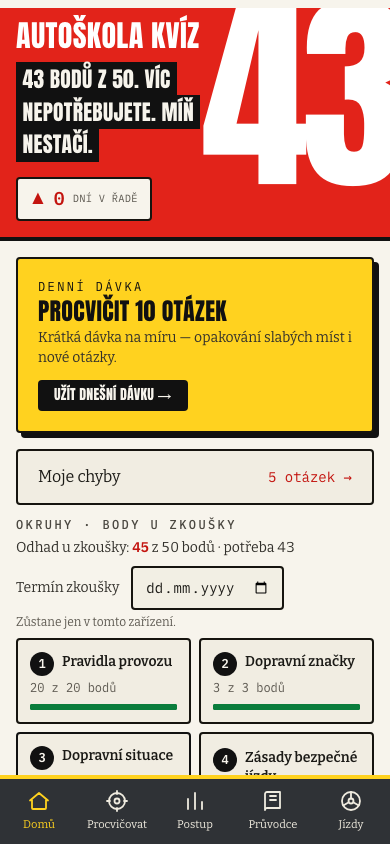 AUTOŠKOLA KVÍZ
43
43 BODŮ Z 50. VÍC
NEPOTŘEBUJETE. MÍŇ
NESTAČÍ.
▲ 0 DNÍ V ŘADĚ
DENNÍ DÁVKA
PROCVIČIT 10 OTÁZEK
Krátká dávka na míru — opakování slabých míst i
nové otázky.
UŽÍT DNEŠNÍ DÁVKU →
Moje chyby
5 otázek →
OKRUHY · BODY U ZKOUŠKY
Odhad u zkoušky: 45 z 50 bodů · potřeba 43
Termín zkoušky
dd.mm.yyyy
Zůstane jen v tomto zařízení.
1 Pravidla provozu
20 z 20 bodů
2 Dopravní značky
3 z 3 bodů
3 Dopravní situace
4 Zásady bezpečné
jízdy
Domů
Procvičovat
Postup
Průvodce
Jízdy